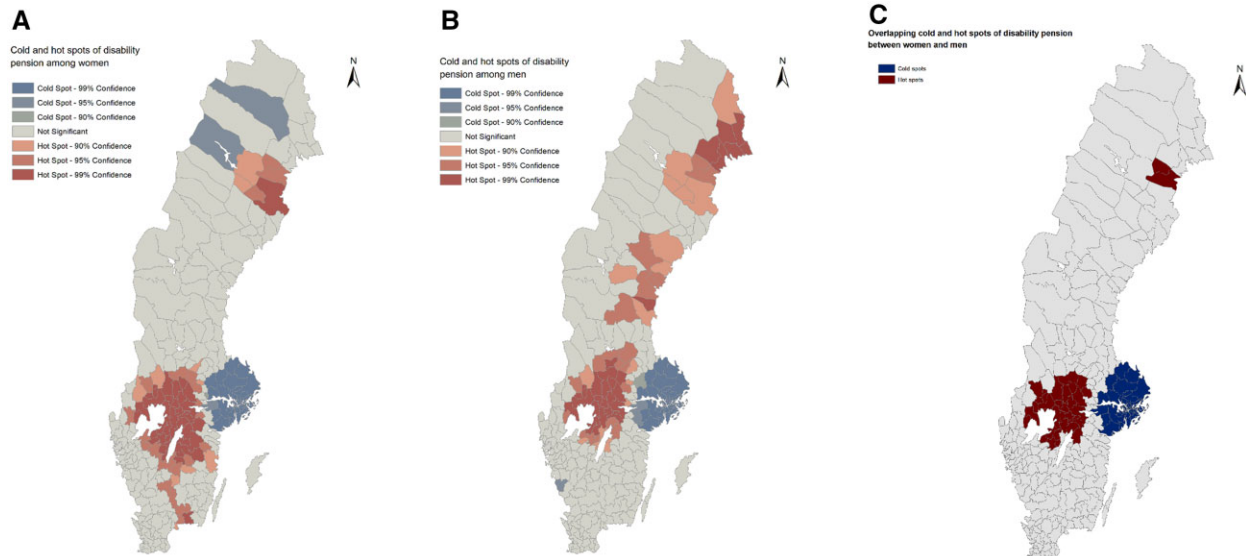 A
Cold and hot spots of disability
pension among women
Cold Spot - 99% Confidence
Cold Spot - 95% Confidence
Cold Spot - 90% Confidence
Not Significant
Hot Spot - 90% Confidence
Hot Spot - 95% Confidence
Hot Spot - 99% Confidence
N
B
Cold and hot spots of disability
pension among men
Cold Spot - 99% Confidence
Cold Spot - 95% Confidence
Cold Spot - 90% Confidence
Not Significant
Hot Spot - 90% Confidence
Hot Spot - 95% Confidence
Hot Spot - 99% Confidence
N
C
Overlapping cold and hot spots of disability pension
between women and men
Cold spots
Hot spots
N